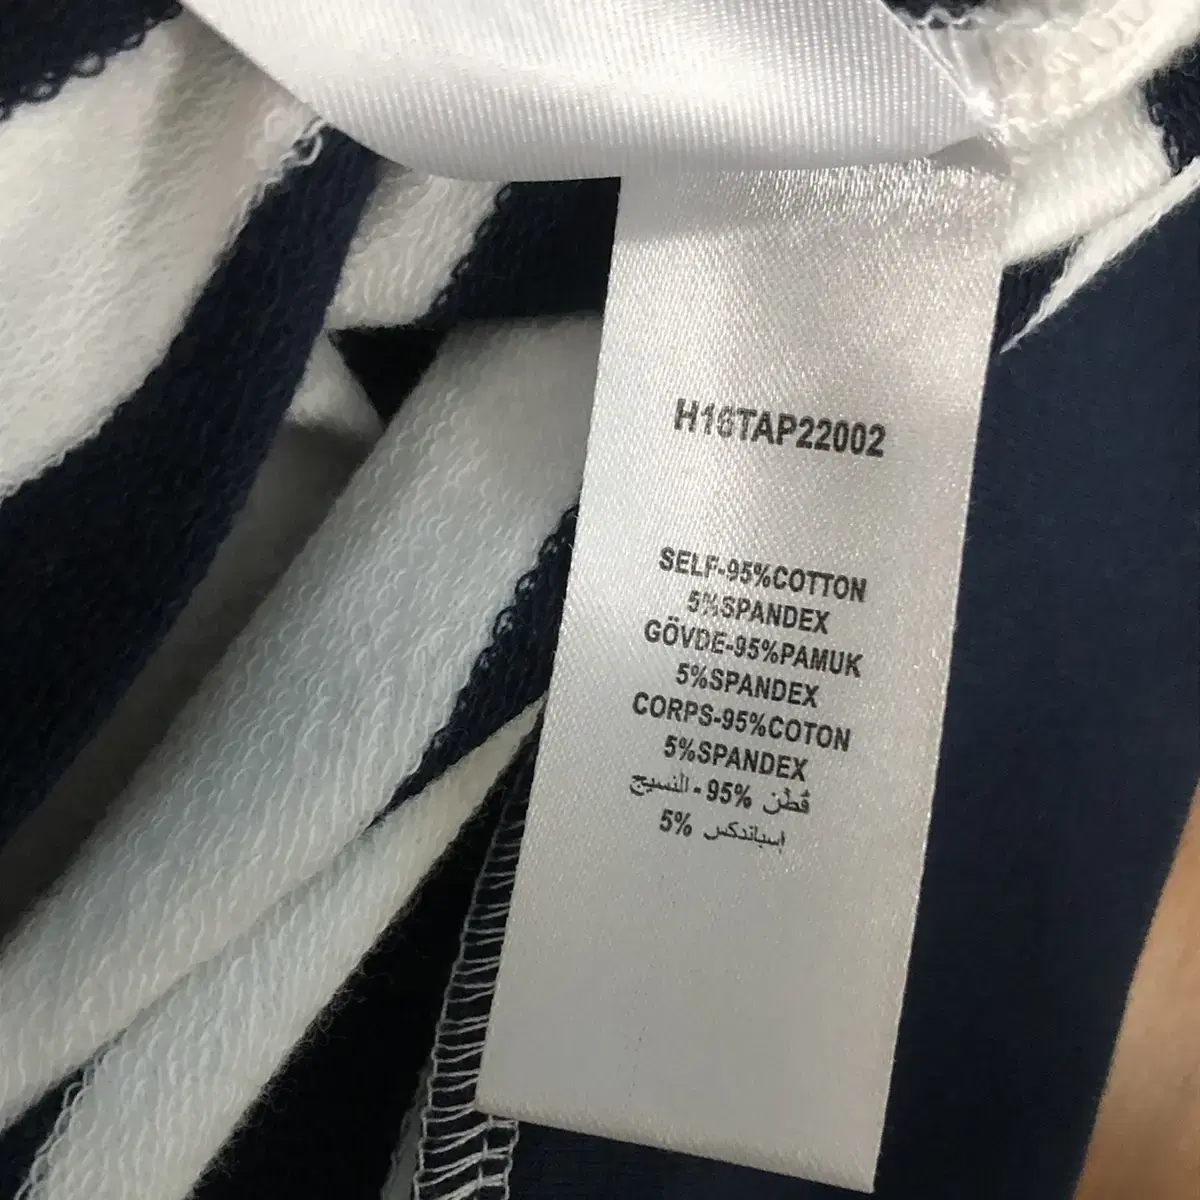 H16TAP22002
SELF-95%COTTON
5%SPANDEX
GÖVDE-95%PAMUK
5%SPANDEX
CORPS-95%COTON
5%SPANDEX
قطن %95 - النسيج
اسباندكس %5